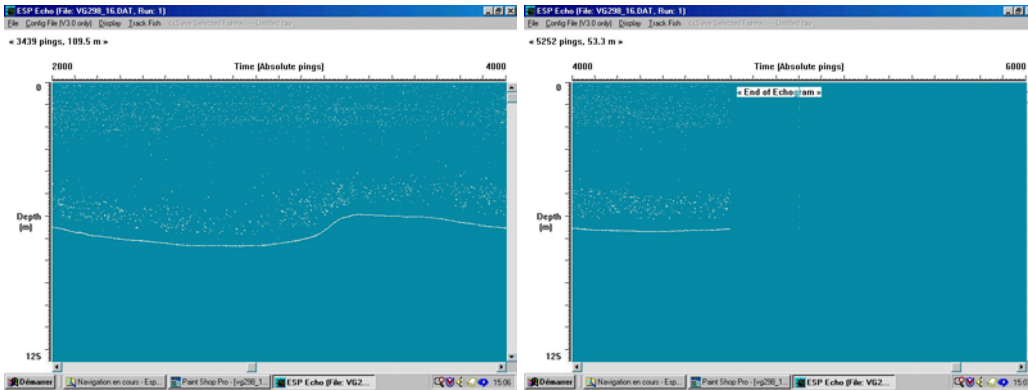 ESP Echo (File: VG298_16.DAT, Run: 1)
File Config File (V3.0 only) Display Track Fish
« 3439 pings, 109.5 m »
2000 Time (Absolute pings) 4000
0
Depth
(m)
125
Démarrer Navigation en cours - Esp... Paint Shop Pro - [vg298_1... ESP Echo (File: VG2... 15:06
ESP Echo (File: VG298_16.DAT, Run: 1)
File Config File (V3.0 only) Display Track Fish
« 5252 pings, 53.3 m »
4000 Time (Absolute pings) 6000
0
« End of Echogram »
Depth
(m)
125
Démarrer Navigation en cours - Esp... Paint Shop Pro - [vg298_1... ESP Echo (File: VG2...